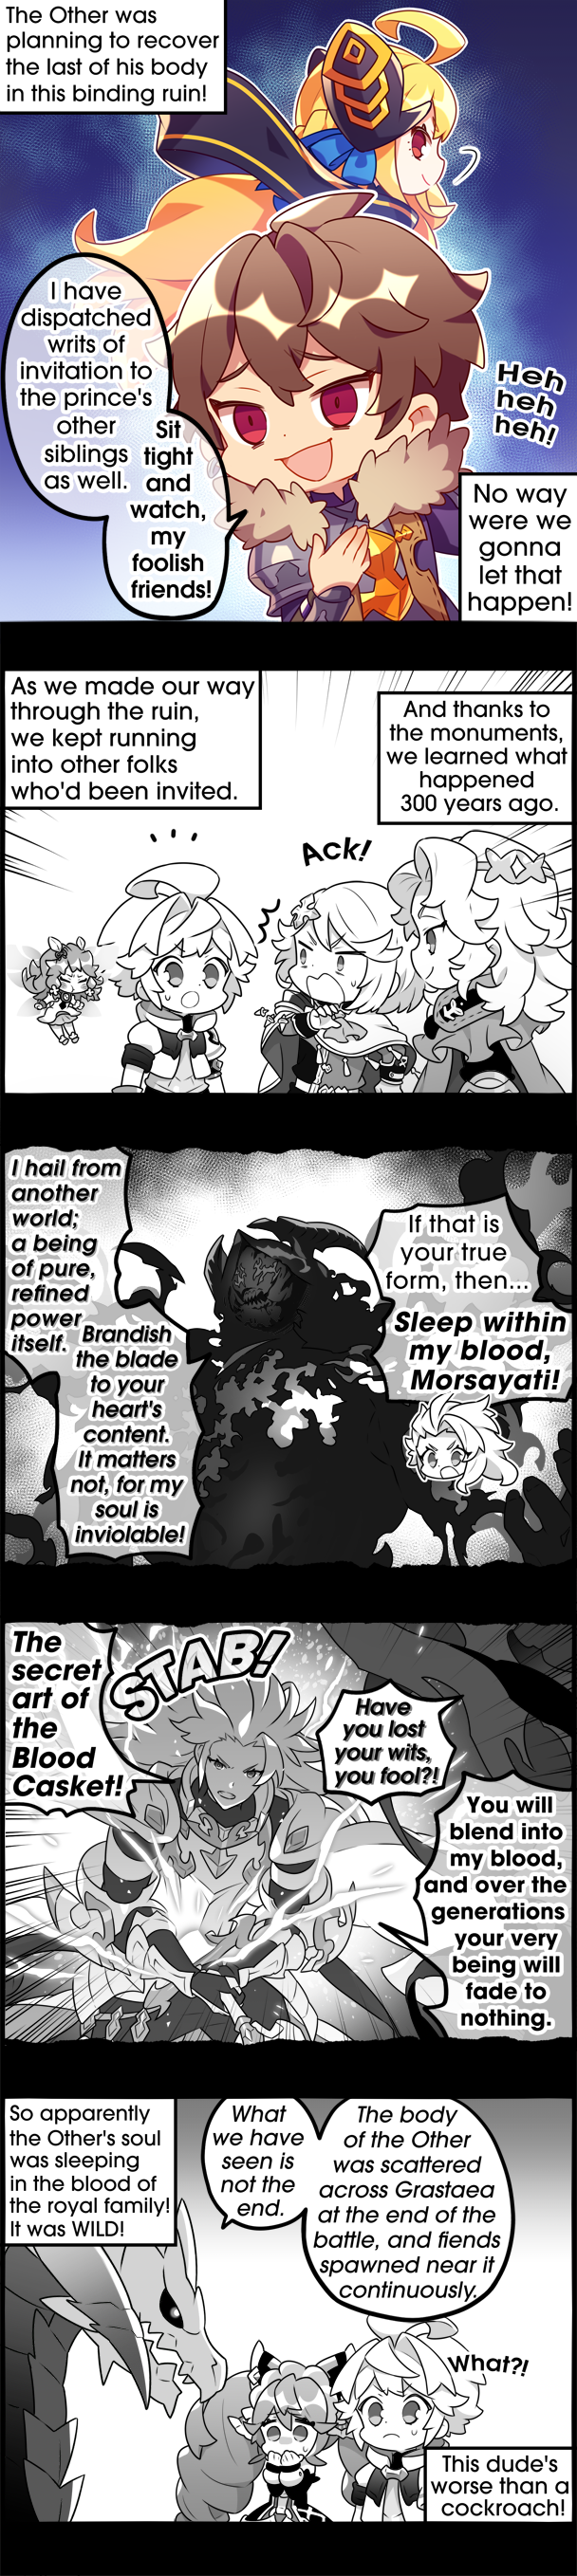 The Other was
planning to recover
the last of his body
in this binding ruin!
I have
dispatched
writs of
invitation to
the prince's
other
siblings
as well.
Sit
tight
and
watch,
my
foolish
friends!
Heh
heh
heh!
No way
were we
gonna
let that
happen!
As we made our way
through the ruin,
we kept running
into other folks
who'd been invited.
And thanks to
the monuments,
we learned what
happened
300 years ago.
Ack!
I hail from
another
world;
a being
of pure,
refined
power
itself.
Brandish
the blade
to your
heart's
content.
It matters
not, for my
soul is
inviolable!
If that is
your true
form, then...
Sleep within
my blood,
Morsayati!
The
secret
art of
the
Blood
Casket!
STAB!
Have
you lost
your wits,
you fool?!
You will
blend into
my blood,
and over the
generations
your very
being will
fade to
nothing.
So apparently
the Other's soul
was sleeping
in the blood of
the royal family!
It was WILD!
What
we have
seen is
not the
end.
The body
of the Other
was scattered
across Grastaea
at the end of the
battle, and fiends
spawned near it
continuously.
What?!
This dude's
worse than a
cockroach!